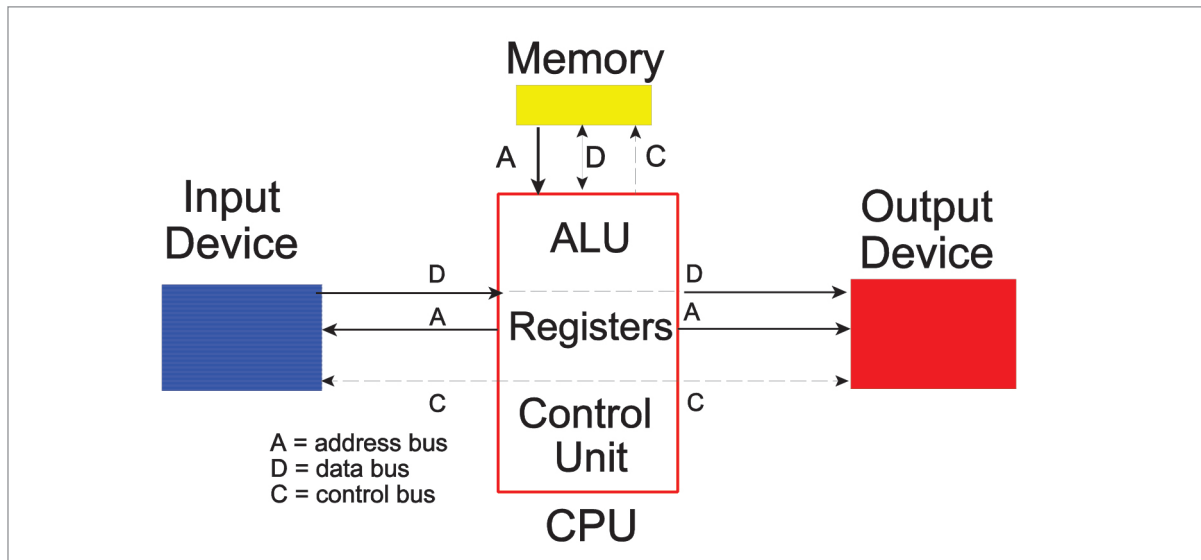 Memory
A
D
C
Input
Device
ALU
Output
Device
D
D
A
Registers
A
C
Control
Unit
C
A = address bus
D = data bus
C = control bus
CPU